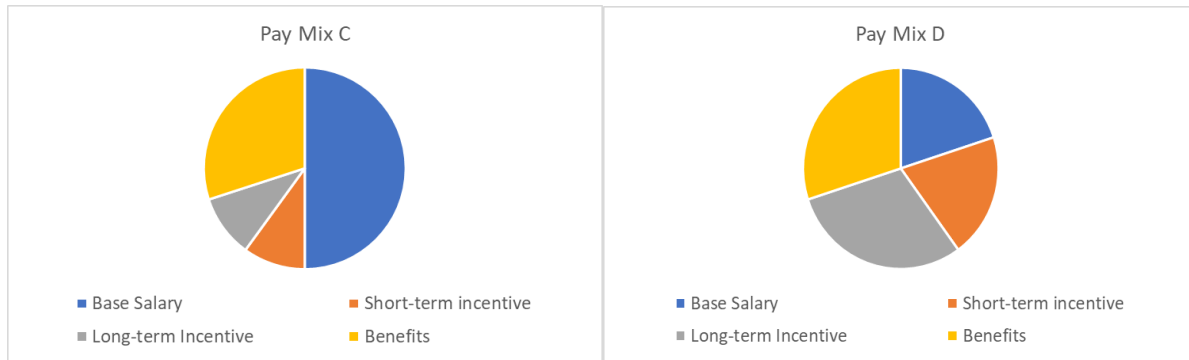 Pay Mix C
Base Salary
Short-term incentive
Long-term Incentive
Benefits
Pay Mix D
Base Salary
Short-term incentive
Long-term Incentive
Benefits